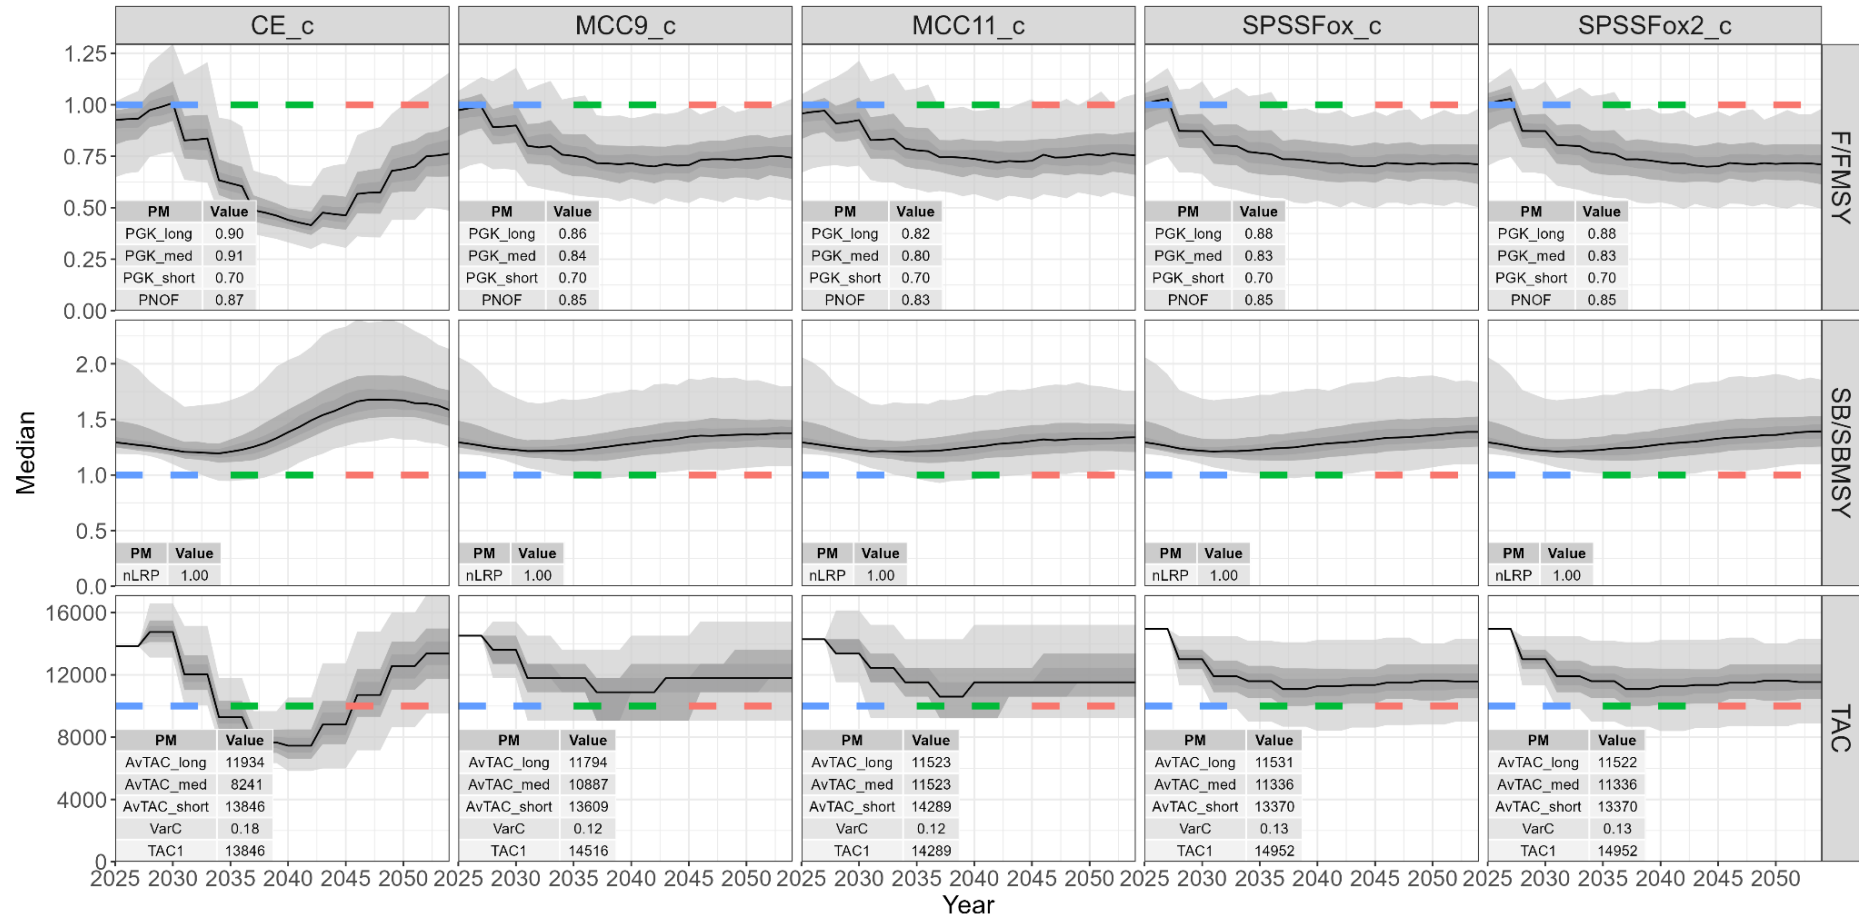 CE_c MCC9_c MCC11_c SPSSFox_c SPSSFox2_c
1.25
1.00
0.75
0.50
0.25
0.00
PM Value PM Value PM Value PM Value PM Value
PGK_long 0.90 PGK_long 0.86 PGK_long 0.82 PGK_long 0.88 PGK_long 0.88
PGK_med 0.91 PGK_med 0.84 PGK_med 0.80 PGK_med 0.83 PGK_med 0.83
PGK_short 0.70 PGK_short 0.70 PGK_short 0.70 PGK_short 0.70 PGK_short 0.70
PNOF 0.87 PNOF 0.85 PNOF 0.83 PNOF 0.85 PNOF 0.85
F/FMSY
Median
2.0
1.5
1.0
0.5
0.0
PM Value PM Value PM Value PM Value PM Value
nLRP 1.00 nLRP 1.00 nLRP 1.00 nLRP 1.00 nLRP 1.00
SB/SBMSY
16000
12000
8000
4000
0
PM Value PM Value PM Value PM Value PM Value
AvTAC_long 11934 AvTAC_long 11794 AvTAC_long 11523 AvTAC_long 11531 AvTAC_long 11522
AvTAC_med 8241 AvTAC_med 10887 AvTAC_med 11523 AvTAC_med 11336 AvTAC_med 11336
AvTAC_short 13846 AvTAC_short 13609 AvTAC_short 14289 AvTAC_short 13370 AvTAC_short 13370
VarC 0.18 VarC 0.12 VarC 0.12 VarC 0.13 VarC 0.13
TAC1 13846 TAC1 14516 TAC1 14289 TAC1 14952 TAC1 14952
TAC
2025 2030 2035 2040 2045 2050 2025 2030 2035 2040 2045 2050 2025 2030 2035 2040 2045 2050 2025 2030 2035 2040 2045 2050 2025 2030 2035 2040 2045 2050
Year